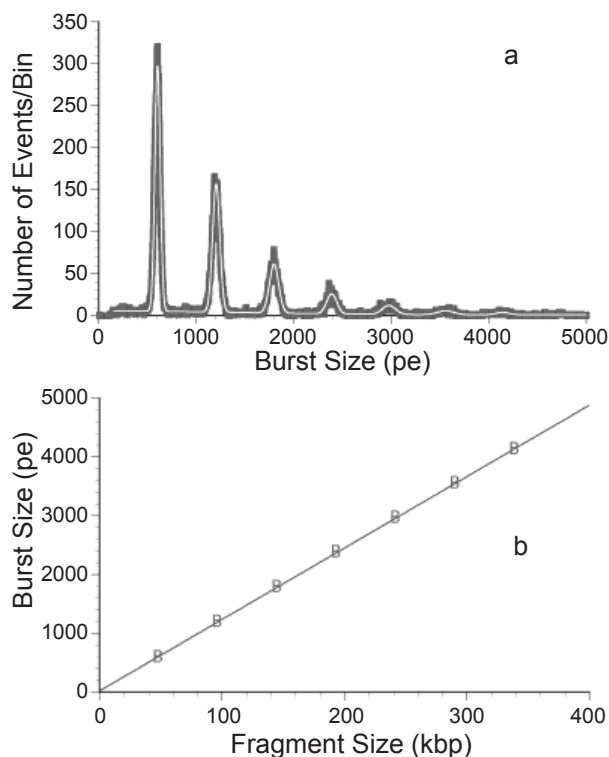 350
300
250
200
150
100
50
0
Number of Events/Bin
a
0 1000 2000 3000 4000 5000
Burst Size (pe)
5000
4000
3000
2000
1000
0
Burst Size (pe)
b
0 100 200 300 400
Fragment Size (kbp)